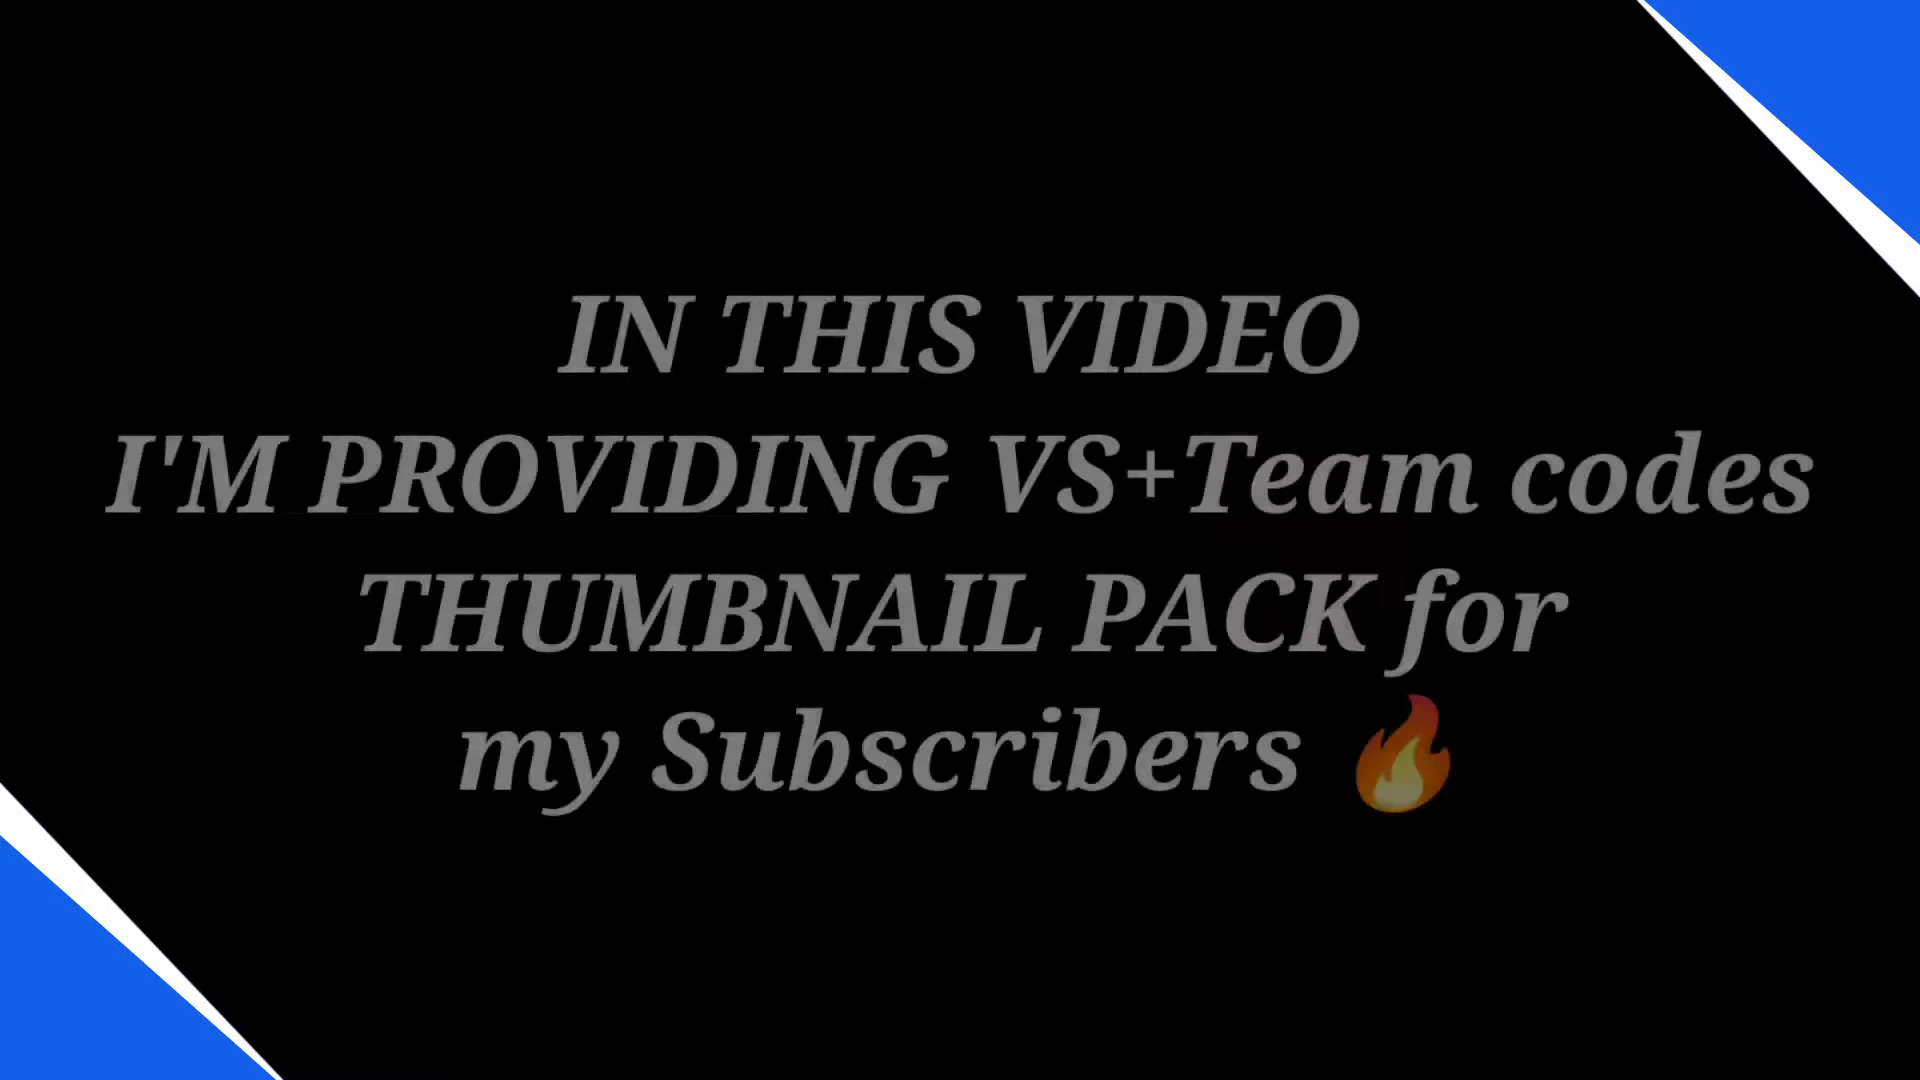 IN THIS VIDEO
I'M PROVIDING VS+Team codes
THUMBNAIL PACK for
my Subscribers 🔥